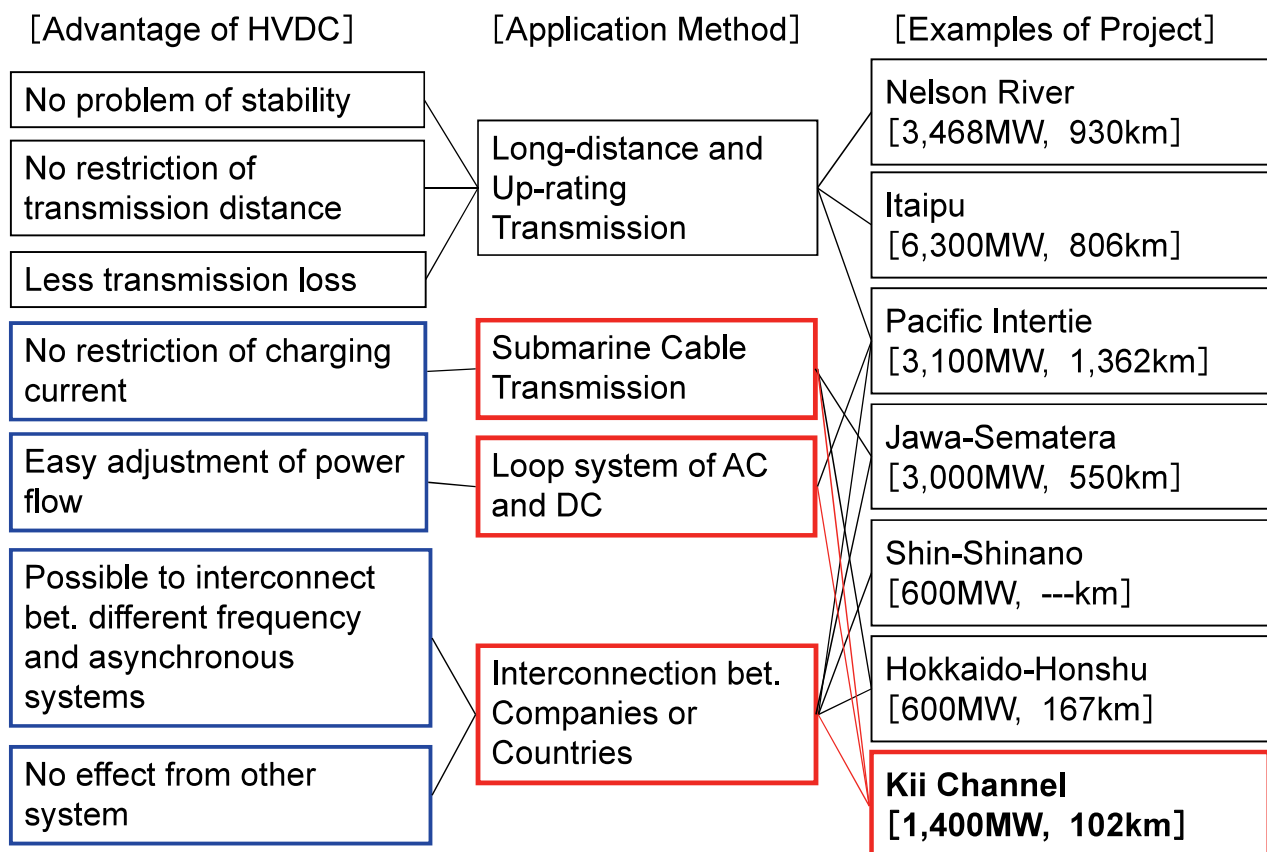 [Advantage of HVDC]
[Application Method]
[Examples of Project]
No problem of stability
No restriction of
transmission distance
Less transmission loss
No restriction of charging
current
Easy adjustment of power
flow
Possible to interconnect
bet. different frequency
and asynchronous
systems
No effect from other
system
Long-distance and
Up-rating
Transmission
Submarine Cable
Transmission
Loop system of AC
and DC
Interconnection bet.
Companies or
Countries
Nelson River
[3,468MW, 930km]
Itaipu
[6,300MW, 806km]
Pacific Intertie
[3,100MW, 1,362km]
Jawa-Sematera
[3,000MW, 550km]
Shin-Shinano
[600MW, ---km]
Hokkaido-Honshu
[600MW, 167km]
Kii Channel
[1,400MW, 102km]